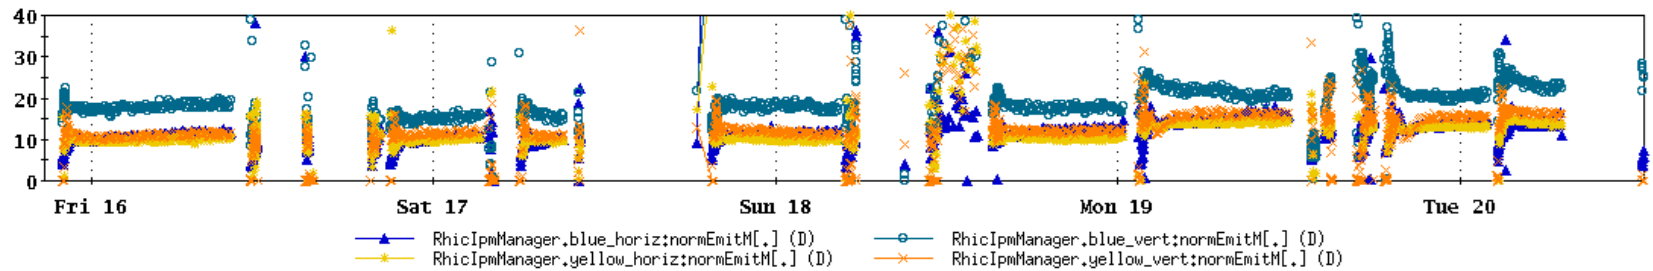 40
30
20
10
0
Fri 16 Sat 17 Sun 18 Mon 19 Tue 20
RhicIpmManager.blue_horiz:normEmitM[.] (D) RhicIpmManager.blue_vert:normEmitM[.] (D)
RhicIpmManager.yellow_horiz:normEmitM[.] (D) RhicIpmManager.yellow_vert:normEmitM[.] (D)